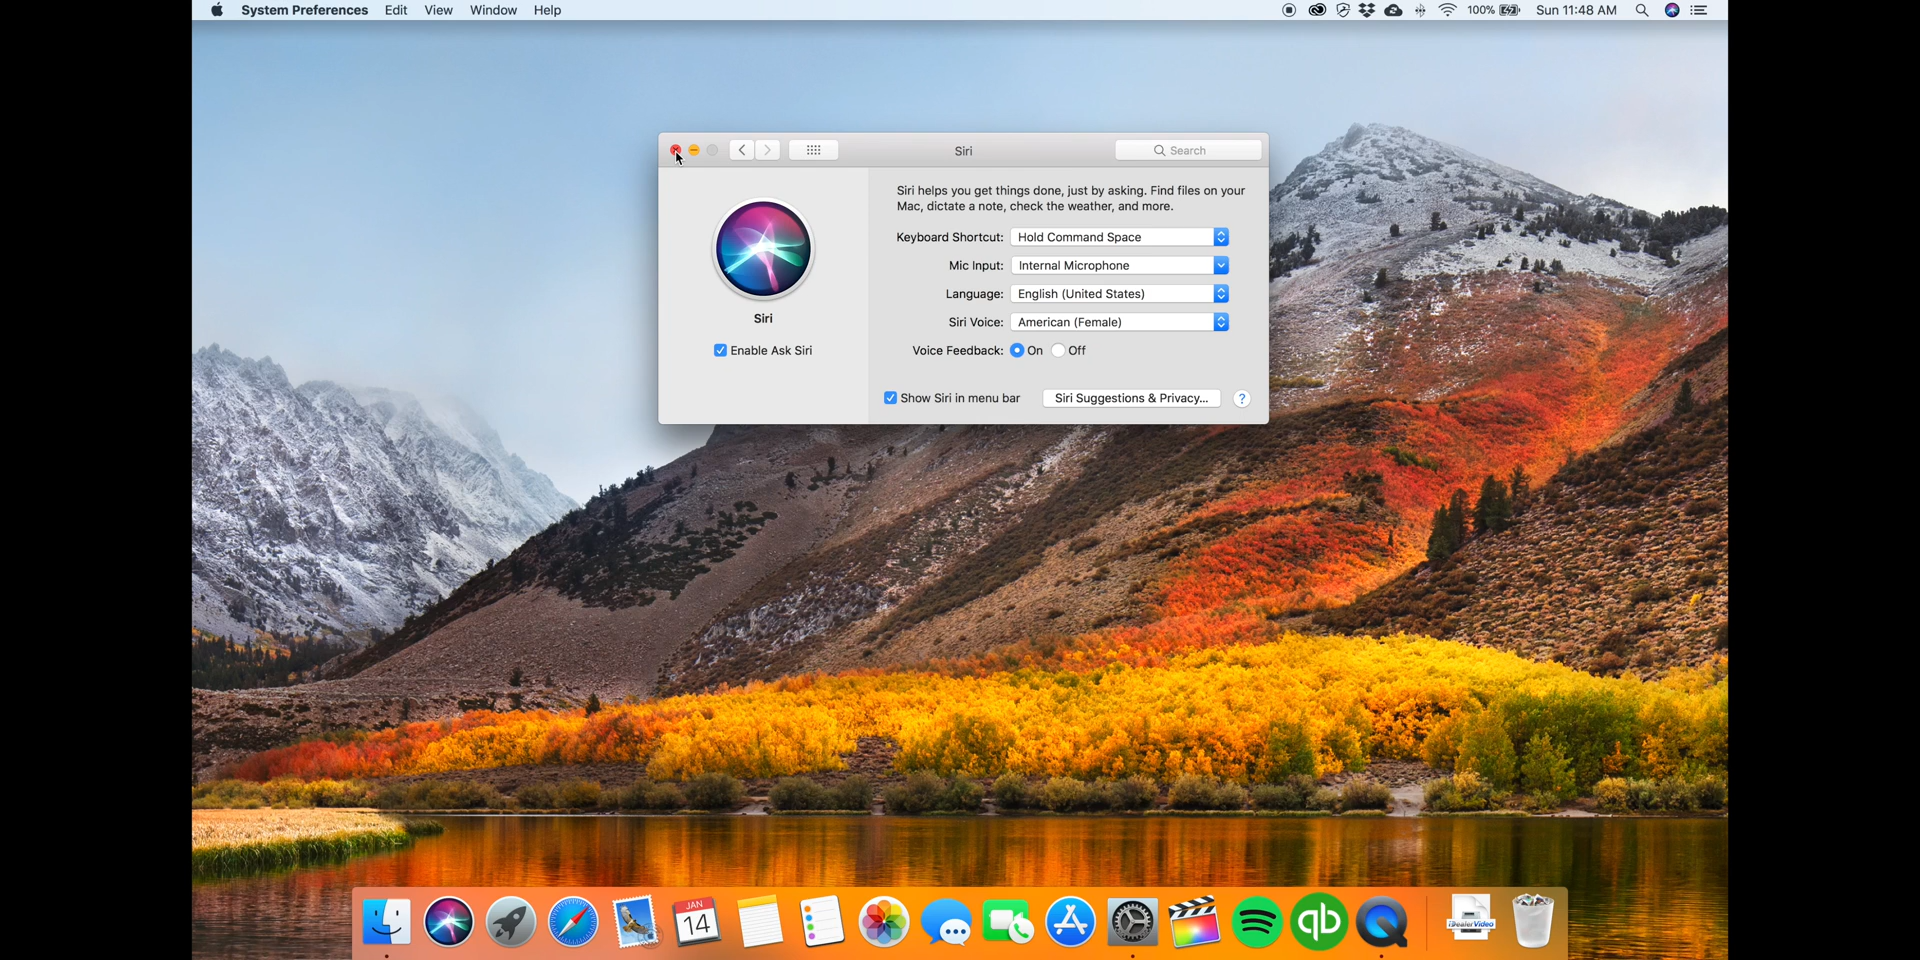 System Preferences Edit View Window Help 100% Sun 11:48 AM
Siri Search
Siri helps you get things done, just by asking. Find files on your
Mac, dictate a note, check the weather, and more.
Keyboard Shortcut: Hold Command Space
Mic Input: Internal Microphone
Language: English (United States)
Siri Voice: American (Female)
Voice Feedback: On Off
Siri
Enable Ask Siri
Show Siri in menu bar Siri Suggestions & Privacy... ?
JAN
14
qb
iDealerVideo